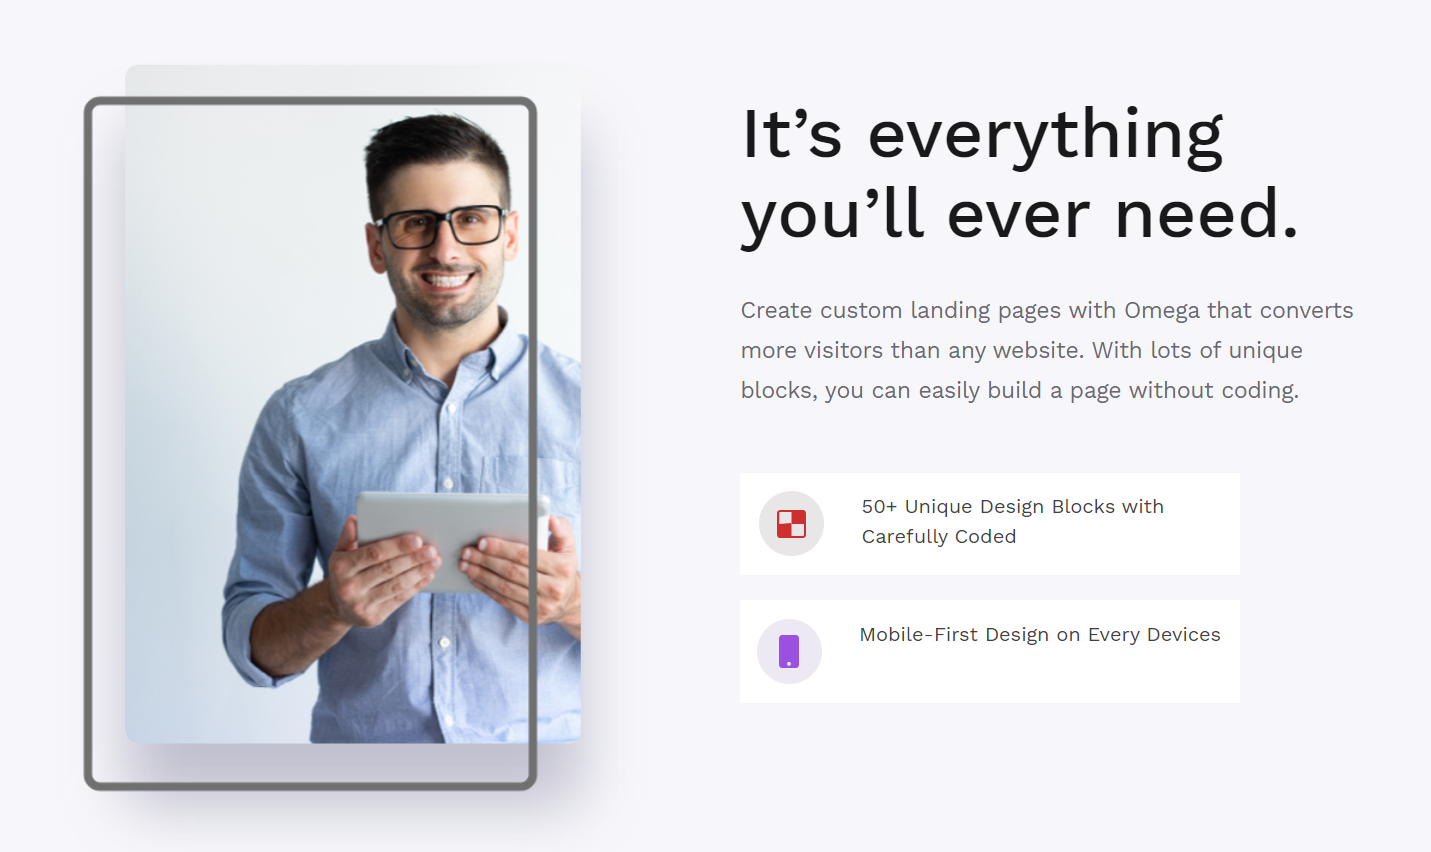 It’s everything
you’ll ever need.
Create custom landing pages with Omega that converts
more visitors than any website. With lots of unique
blocks, you can easily build a page without coding.
50+ Unique Design Blocks with
Carefully Coded
Mobile-First Design on Every Devices